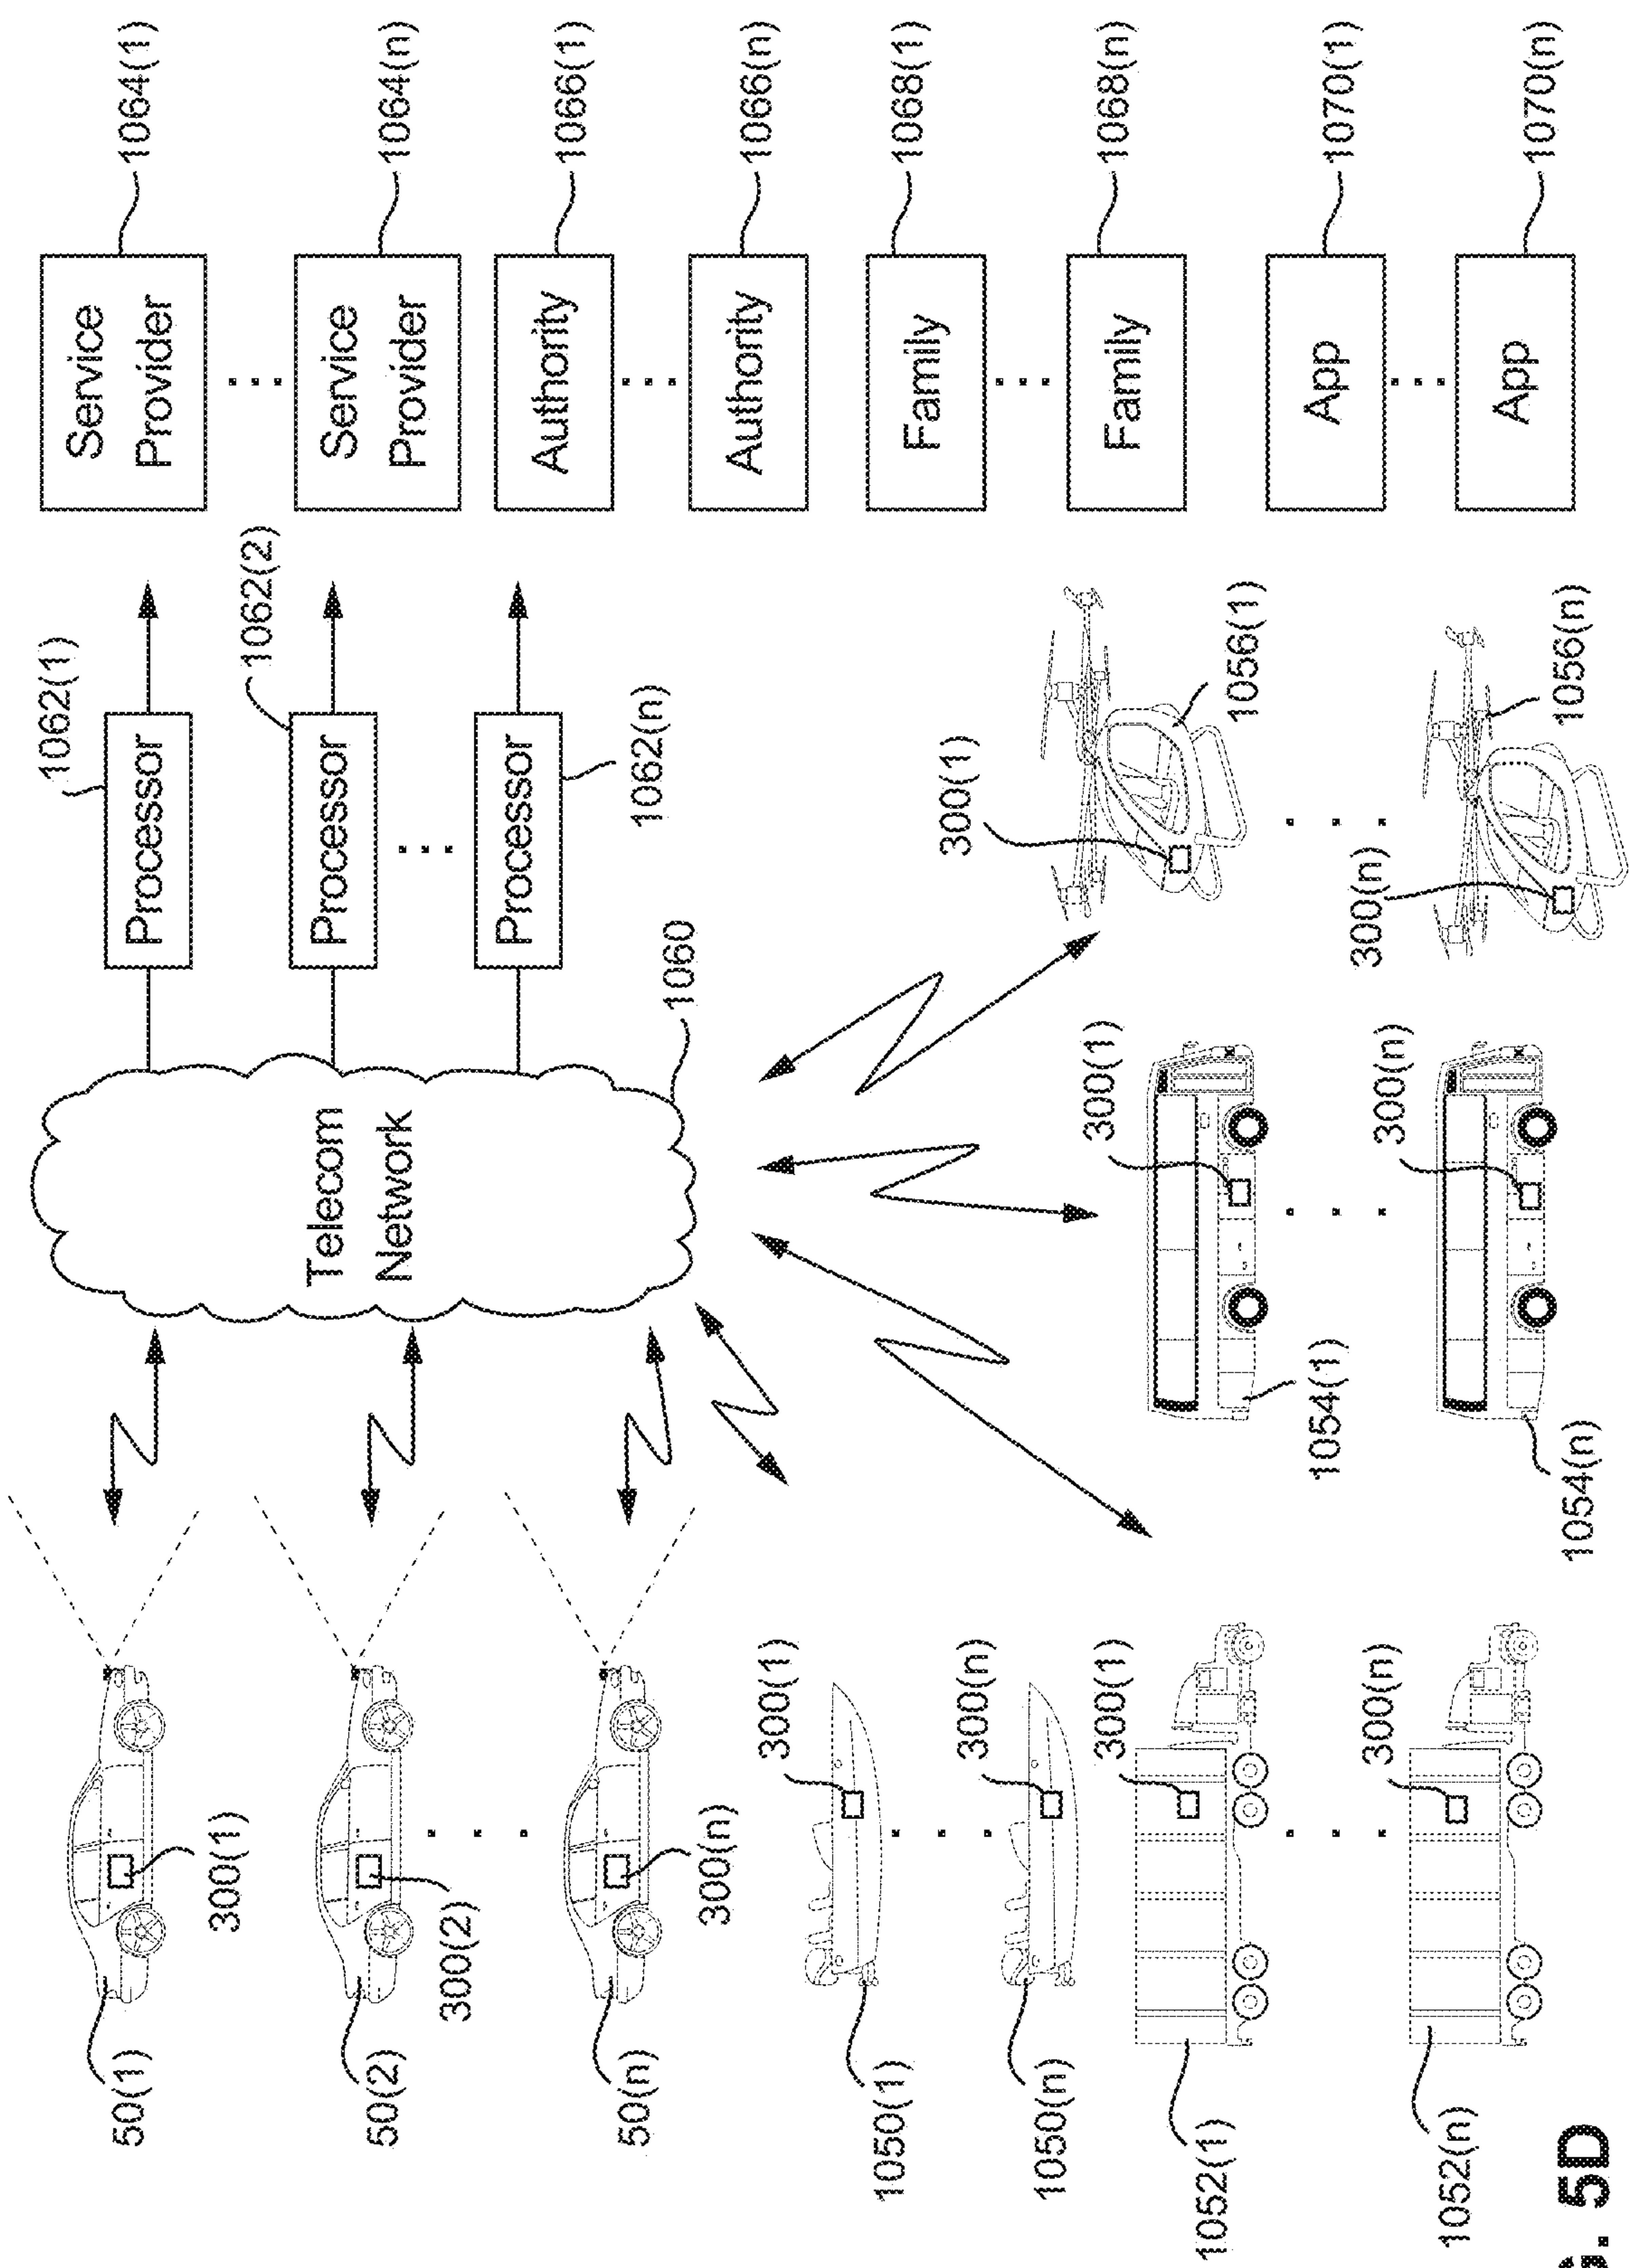 50(1)
300(1)
50(2)
300(2)
50(n)
300(n)
1050(1)
300(1)
1050(n)
300(n)
1052(1)
300(1)
1052(n)
300(n)
Telecom
Network
1060
1054(1)
300(1)
1054(n)
300(n)
300(1)
1056(1)
300(n)
1056(n)
Processor
1062(1)
Processor
1062(2)
Processor
1062(n)
Service
Provider
1064(1)
Service
Provider
1064(n)
Authority
1066(1)
Authority
1066(n)
Family
1068(1)
Family
1068(n)
App
1070(1)
App
1070(n)
G. 5D